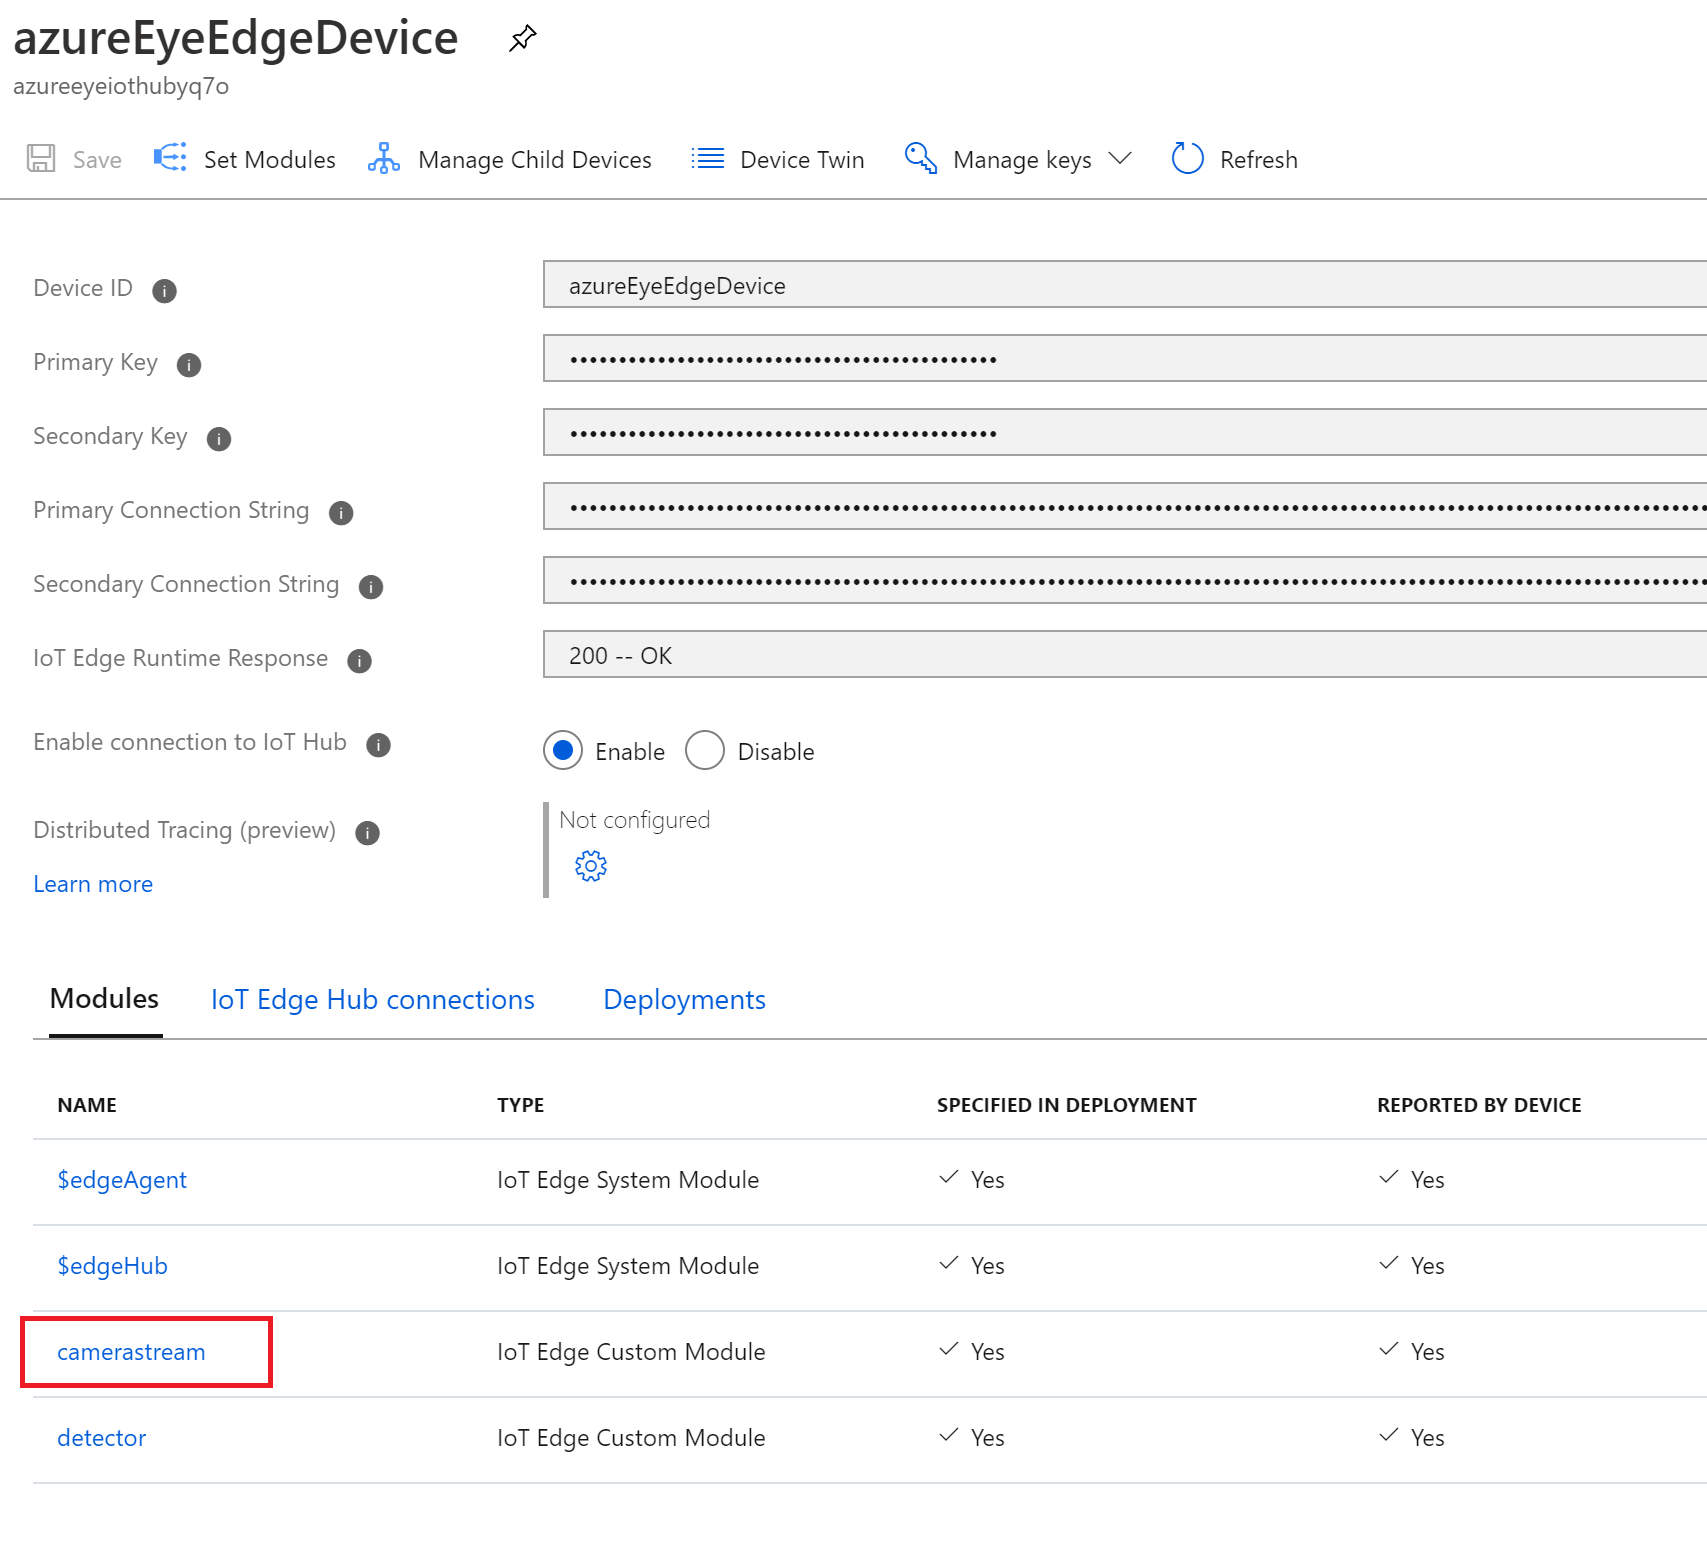 azureEyeEdgeDevice
azureeyeiothubyq7o
Save Set Modules Manage Child Devices Device Twin Manage keys Refresh
Device ID i azureEyeEdgeDevice
Primary Key i ••••••••••••••••••••••••••••••••••••••••••••
Secondary Key i ••••••••••••••••••••••••••••••••••••••••••••
Primary Connection String i
Secondary Connection String i
IoT Edge Runtime Response i 200 -- OK
Enable connection to IoT Hub i Enable Disable
Distributed Tracing (preview) i Not configured
Learn more
Modules IoT Edge Hub connections Deployments
NAME TYPE SPECIFIED IN DEPLOYMENT REPORTED BY DEVICE
$edgeAgent IoT Edge System Module Yes Yes
$edgeHub IoT Edge System Module Yes Yes
camerastream IoT Edge Custom Module Yes Yes
detector IoT Edge Custom Module Yes Yes